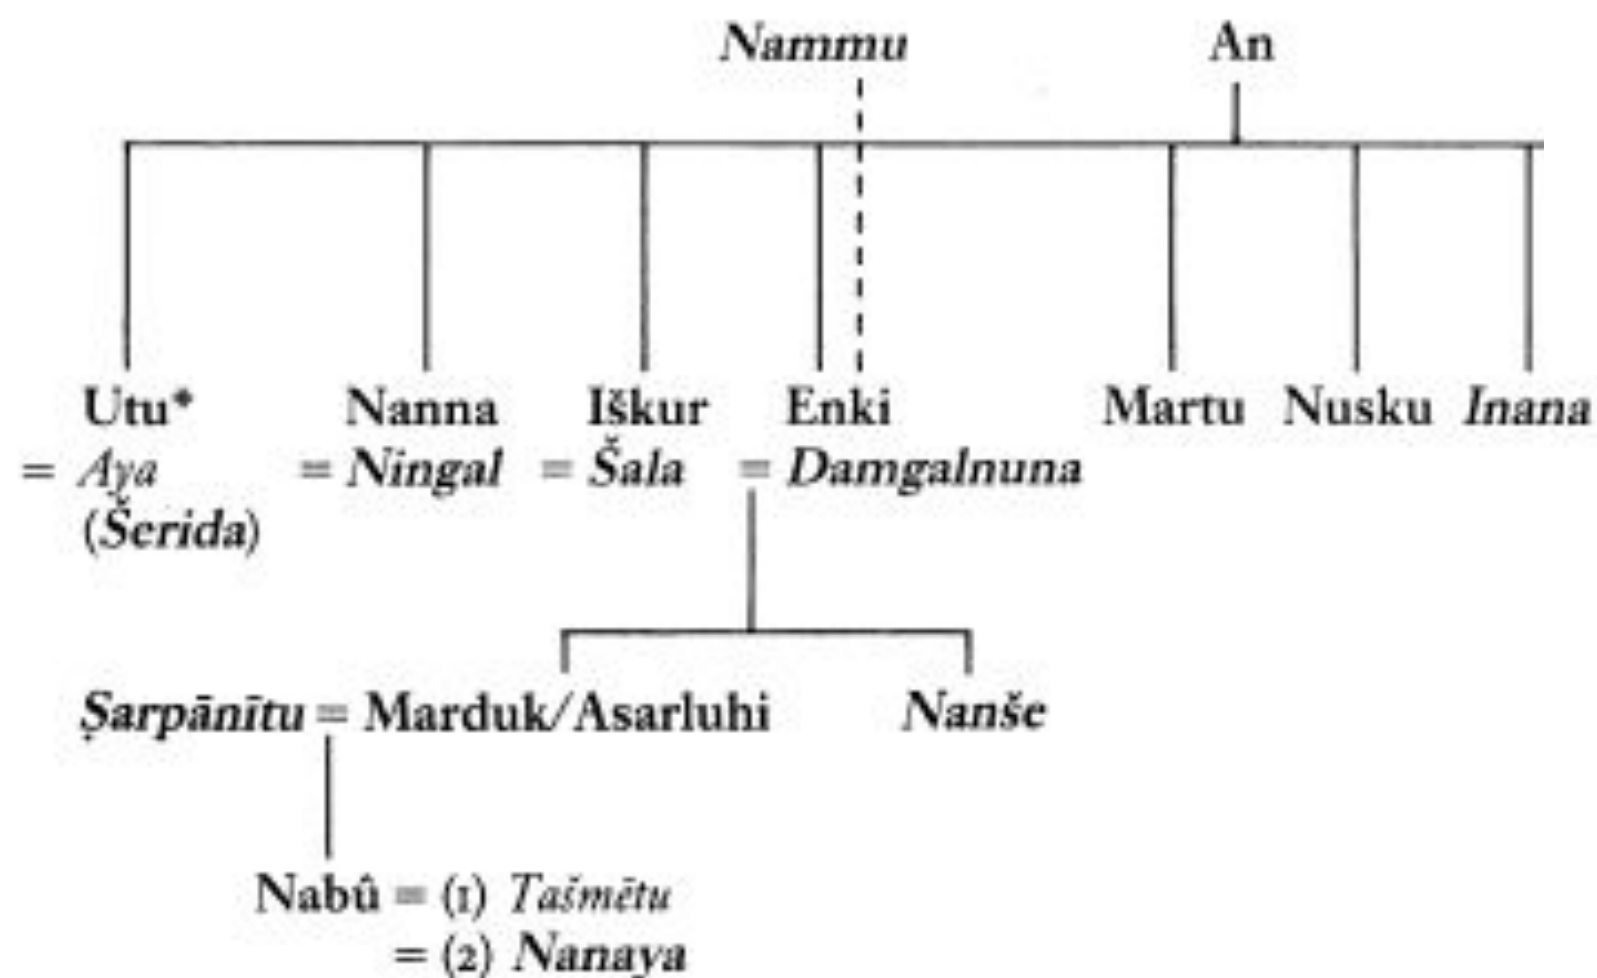 Nammu An
Utu* Nanna Iškur Enki Martu Nusku Inana
= Aya = Ningal = Šala = Damgalnuna
(Šerida)
Ṣarpānītu = Marduk/Asarluhi Nanše
Nabû = (1) Tašmētu
= (2) Nanaya